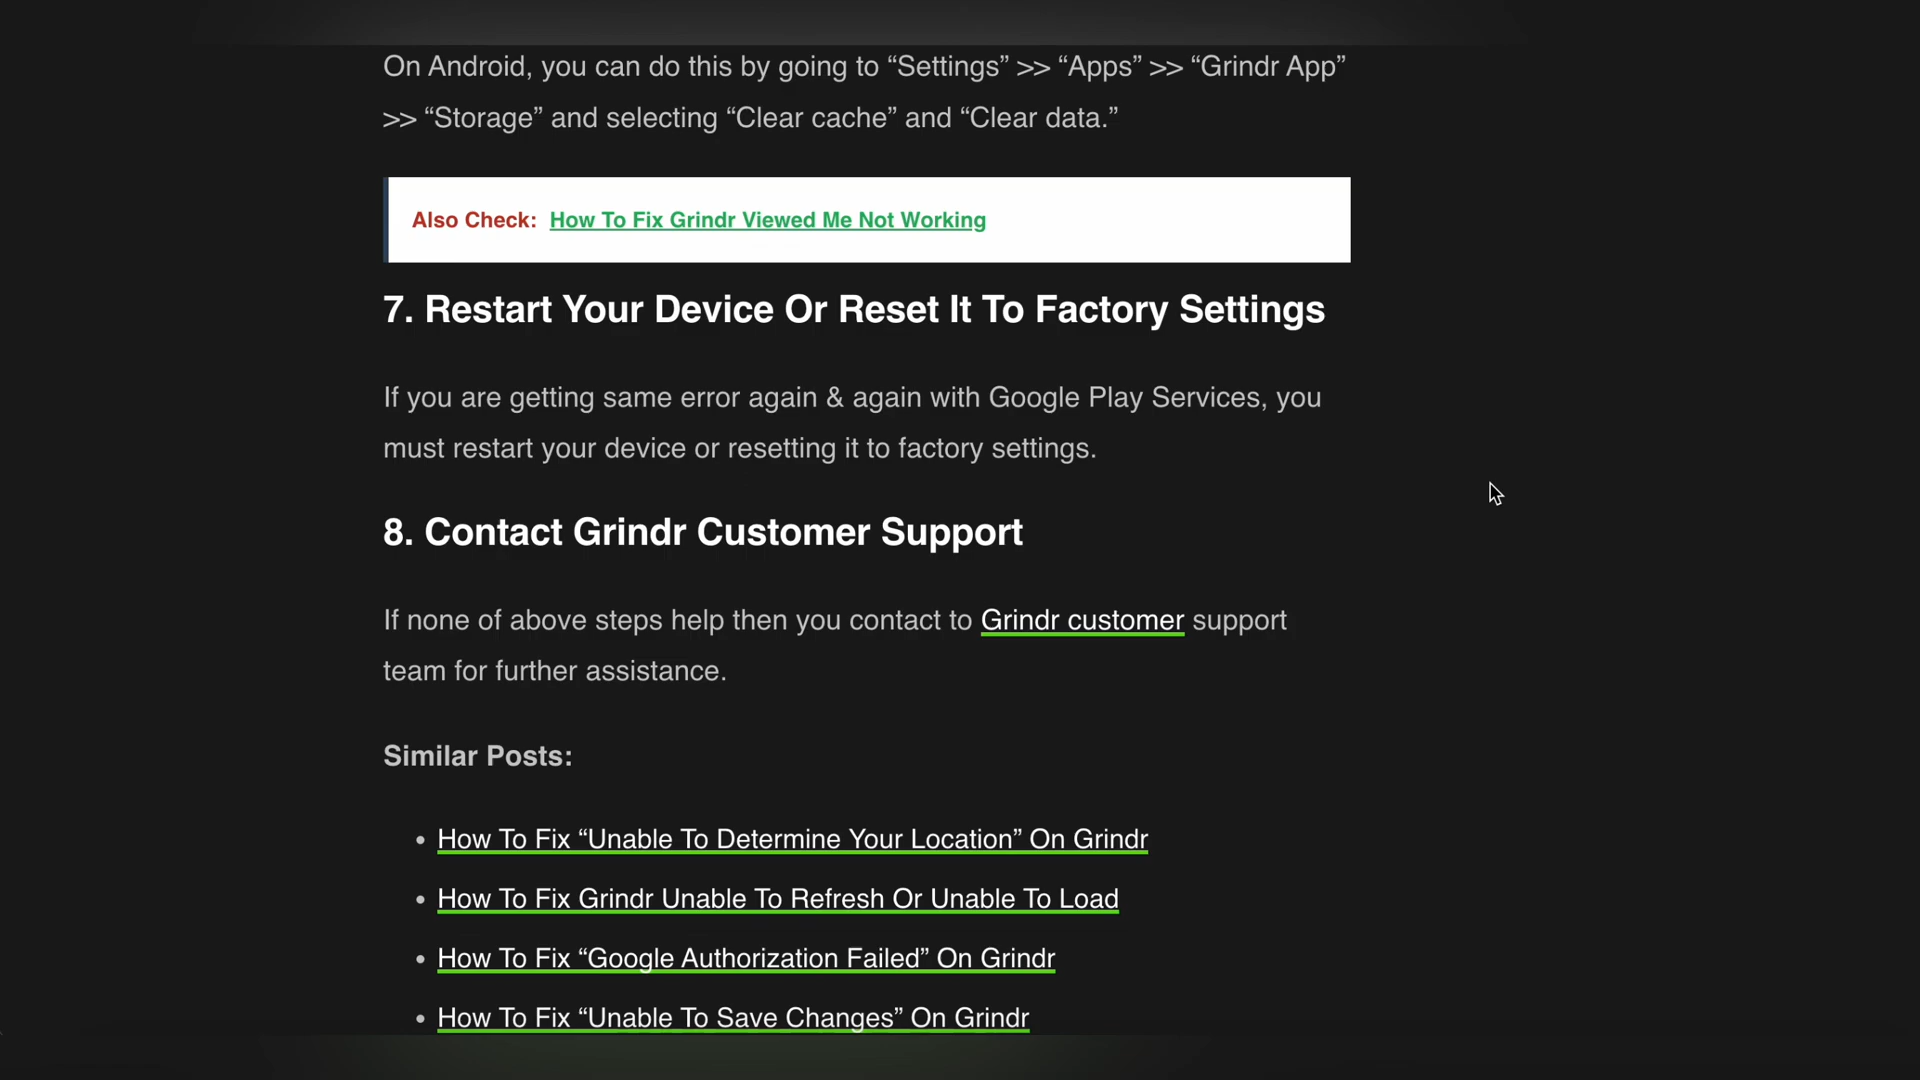 On Android, you can do this by going to “Settings” >> “Apps” >> “Grindr App”
>> “Storage” and selecting “Clear cache” and “Clear data.”
Also Check: How To Fix Grindr Viewed Me Not Working
7. Restart Your Device Or Reset It To Factory Settings
If you are getting same error again & again with Google Play Services, you
must restart your device or resetting it to factory settings.
8. Contact Grindr Customer Support
If none of above steps help then you contact to Grindr customer support
team for further assistance.
Similar Posts:
• How To Fix “Unable To Determine Your Location” On Grindr
• How To Fix Grindr Unable To Refresh Or Unable To Load
• How To Fix “Google Authorization Failed” On Grindr
• How To Fix “Unable To Save Changes” On Grindr